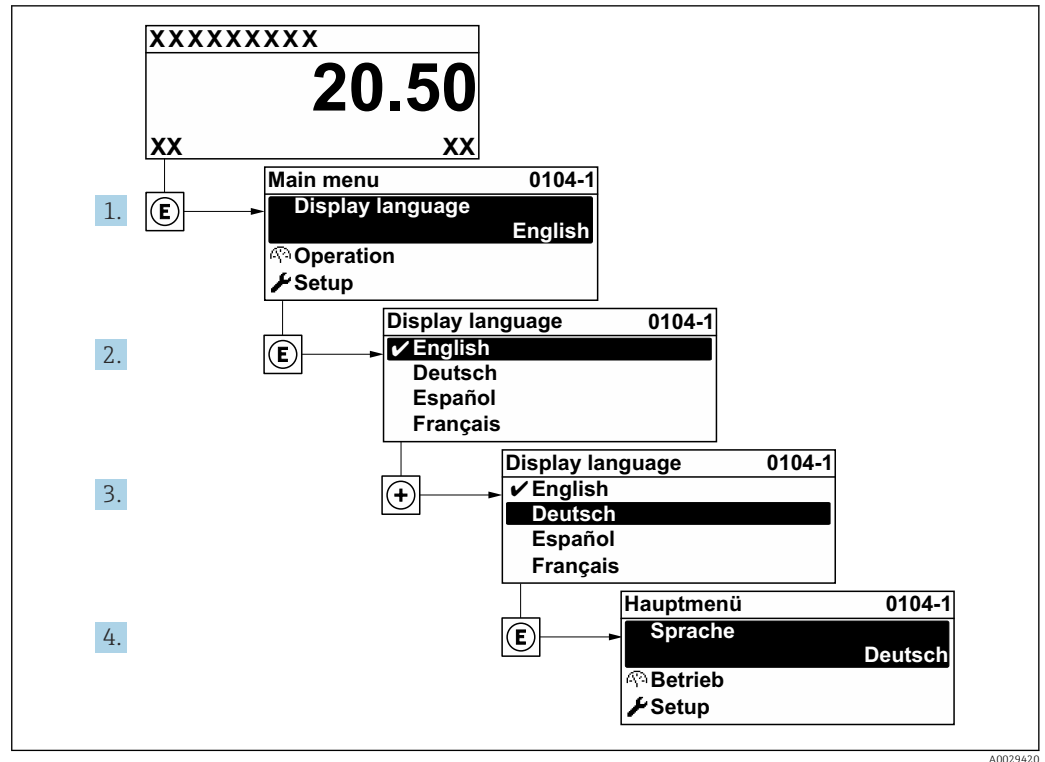 XXXXXXXXX
20.50
XX XX
1.
E
Main menu 0104-1
Display language
English
Operation
Setup
2.
E
Display language 0104-1
✔English
Deutsch
Español
Français
3.
+
Display language 0104-1
✔English
Deutsch
Español
Français
4.
E
Hauptmenü 0104-1
Sprache
Deutsch
Betrieb
Setup
A0029420